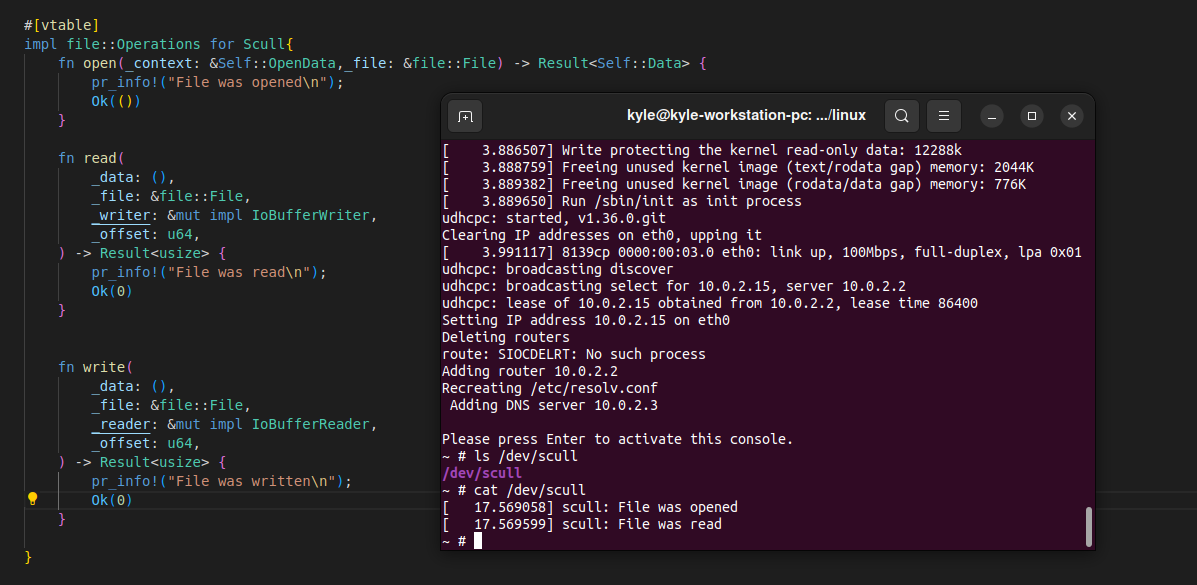 #[vtable]
impl file::Operations for Scull{
    fn open(_context: &Self::OpenData,_file: &file::File) -> Result<Self::Data> {
        pr_info!("File was opened\n");
        Ok(())
    }
    fn read(
        _data: (),
        _file: &file::File,
        _writer: &mut impl IoBufferWriter,
        _offset: u64,
    ) -> Result<usize> {
        pr_info!("File was read\n");
        Ok(0)
    }
    fn write(
        _data: (),
        _file: &file::File,
        _reader: &mut impl IoBufferReader,
        _offset: u64,
    ) -> Result<usize> {
        pr_info!("File was written\n");
        Ok(0)
    }
}
kyle@kyle-workstation-pc: .../linux
[    3.886507] Write protecting the kernel read-only data: 12288k
[    3.888759] Freeing unused kernel image (text/rodata gap) memory: 2044K
[    3.889382] Freeing unused kernel image (rodata/data gap) memory: 776K
[    3.889650] Run /sbin/init as init process
udhcpc: started, v1.36.0.git
Clearing IP addresses on eth0, upping it
[    3.991117] 8139cp 0000:00:03.0 eth0: link up, 100Mbps, full-duplex, lpa 0x01
udhcpc: broadcasting discover
udhcpc: broadcasting select for 10.0.2.15, server 10.0.2.2
udhcpc: lease of 10.0.2.15 obtained from 10.0.2.2, lease time 86400
Setting IP address 10.0.2.15 on eth0
Deleting routers
route: SIOCDELRT: No such process
Adding router 10.0.2.2
Recreating /etc/resolv.conf
 Adding DNS server 10.0.2.3
Please press Enter to activate this console.
~ # ls /dev/scull
/dev/scull
~ # cat /dev/scull
[   17.569058] scull: File was opened
[   17.569599] scull: File was read
~ #